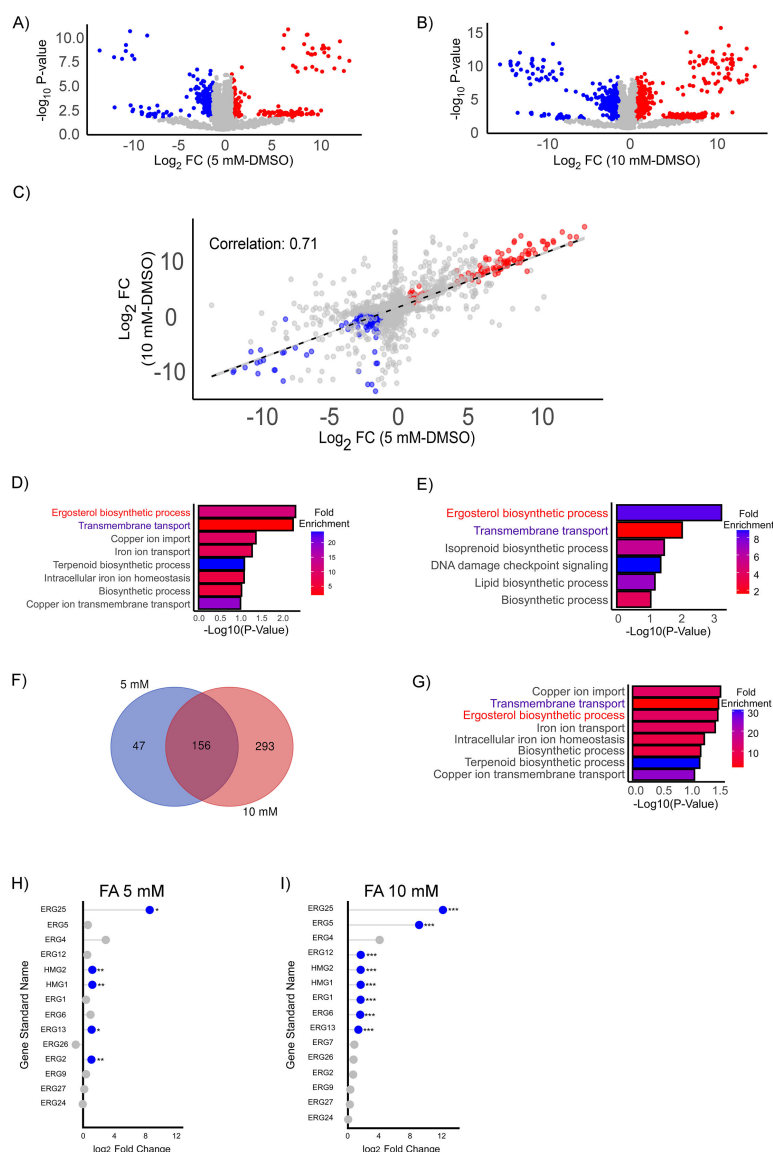 A)
10.0
7.5
5.0
2.5
0.0
-log10 P-value
-10
-5
0
5
10
Log2 FC (5 mM-DMSO)
B)
15
10
5
0
-log10 P-value
-10
0
10
Log2 FC (10 mM-DMSO)
C)
Correlation: 0.71
10
0
-10
Log2 FC
(10 mM-DMSO)
-10
-5
0
5
10
Log2 FC (5 mM-DMSO)
D)
Ergosterol biosynthetic process
Transmembrane tansport
Copper ion import
Iron ion transport
Terpenoid biosynthetic process
Intracellular iron ion homeostasis
Biosynthetic process
Copper ion transmembrane transport
0.0 0.5 1.0 1.5 2.0
-Log10(P-Value)
Fold
Enrichment
20
15
10
5
E)
Ergosterol biosynthetic process
Transmembrane transport
Isoprenoid biosynthetic process
DNA damage checkpoint signaling
Lipid biosynthetic process
Biosynthetic process
0 1 2 3
-Log10(P-Value)
Fold
Enrichment
8
6
4
2
F)
5 mM
47
156
293
10 mM
G)
Copper ion import
Transmembrane transport
Ergosterol biosynthetic process
Iron ion transport
Intracellular iron ion homeostasis
Biosynthetic process
Terpenoid biosynthetic process
Copper ion transmembrane transport
0.0 0.5 1.0 1.5
-Log10(P-Value)
Fold
Enrichment
30
20
10
H)
FA 5 mM
ERG25 *
ERG5
ERG4
ERG12
HMG2 **
HMG1 **
ERG1
ERG6
ERG13 *
ERG26
ERG2 **
ERG9
ERG27
ERG24
Gene Standard Name
0 4 8 12
log2 Fold Change
I)
FA 10 mM
ERG25 ***
ERG5 ***
ERG4
ERG12 ***
HMG2 ***
HMG1 ***
ERG1 ***
ERG6 ***
ERG13 ***
ERG7
ERG26
ERG2
ERG9
ERG27
ERG24
Gene Standard Name
0 4 8 12
log2 Fold Change